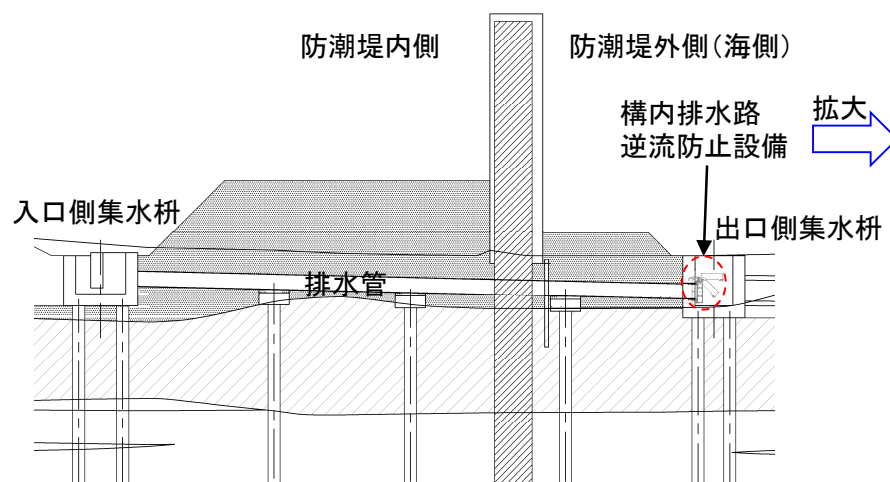 防潮堤内側
防潮堤外側(海側)
構内排水路
逆流防止設備
拡大
入口側集水枡
出口側集水枡
排水管